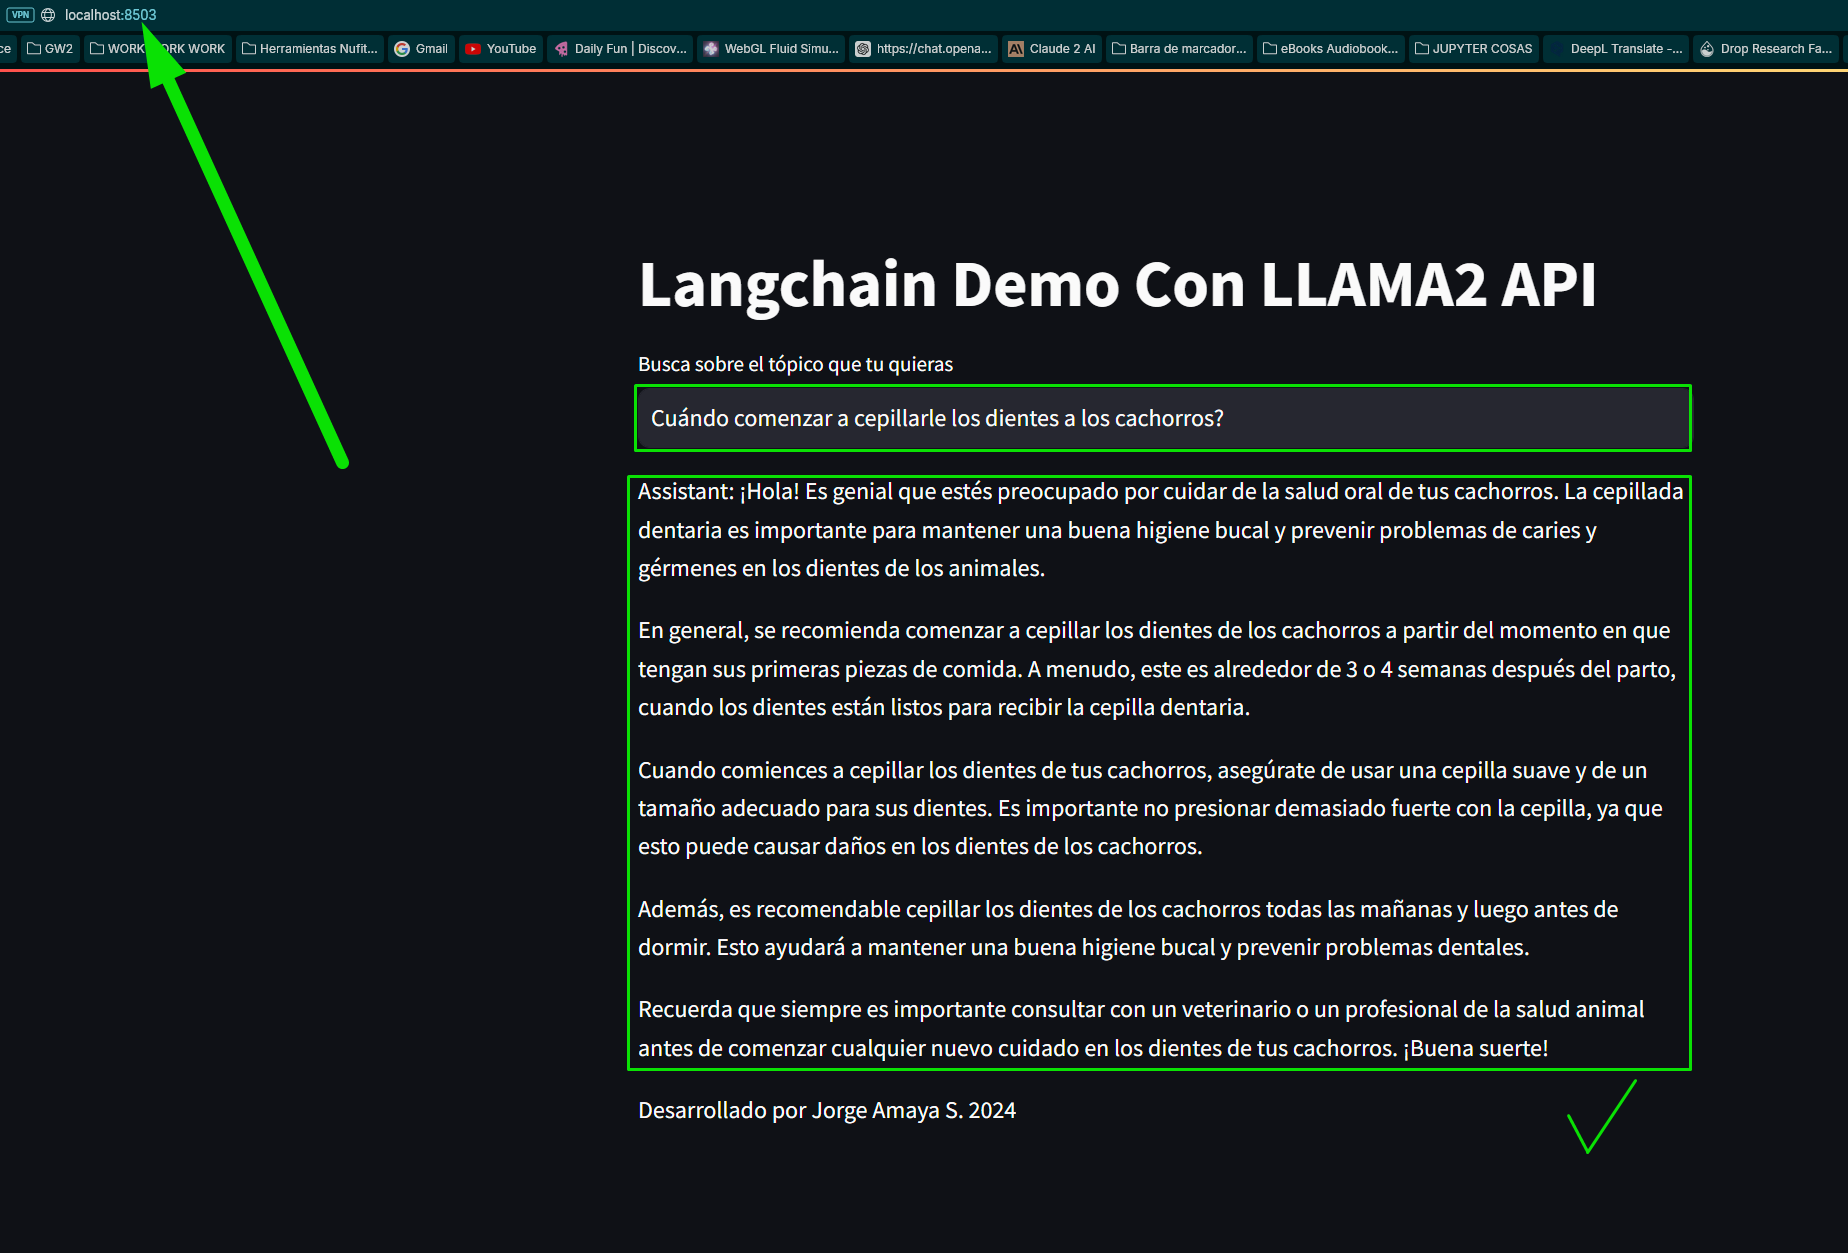 VPN localhost:8503
ce GW2 WORK WORK WORK Herramientas Nufit... Gmail YouTube Daily Fun | Discov... WebGL Fluid Simu... https://chat.opena... Claude 2 AI Barra de marcador... eBooks Audiobook... JUPYTER COSAS DeepL Translate -... Drop Research Fa...
Langchain Demo Con LLAMA2 API
Busca sobre el tópico que tu quieras
Cuándo comenzar a cepillarle los dientes a los cachorros?
Assistant: ¡Hola! Es genial que estés preocupado por cuidar de la salud oral de tus cachorros. La cepillada
dentaria es importante para mantener una buena higiene bucal y prevenir problemas de caries y
gérmenes en los dientes de los animales.
En general, se recomienda comenzar a cepillar los dientes de los cachorros a partir del momento en que
tengan sus primeras piezas de comida. A menudo, este es alrededor de 3 o 4 semanas después del parto,
cuando los dientes están listos para recibir la cepilla dentaria.
Cuando comiences a cepillar los dientes de tus cachorros, asegúrate de usar una cepilla suave y de un
tamaño adecuado para sus dientes. Es importante no presionar demasiado fuerte con la cepilla, ya que
esto puede causar daños en los dientes de los cachorros.
Además, es recomendable cepillar los dientes de los cachorros todas las mañanas y luego antes de
dormir. Esto ayudará a mantener una buena higiene bucal y prevenir problemas dentales.
Recuerda que siempre es importante consultar con un veterinario o un profesional de la salud animal
antes de comenzar cualquier nuevo cuidado en los dientes de tus cachorros. ¡Buena suerte!
Desarrollado por Jorge Amaya S. 2024